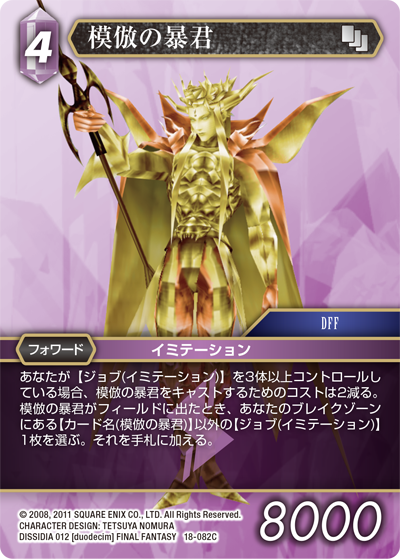 4
模倣の暴君
DFF
フォワード
イミテーション
あなたが【ジョブ(イミテーション)】を3体以上コントロールし
ている場合、模倣の暴君をキャストするためのコストは2減る。
模倣の暴君がフィールドに出たとき、あなたのブレイクゾーン
にある【カード名(模倣の暴君)】以外の【ジョブ(イミテーション)】
1枚を選ぶ。それを手札に加える。
© 2008, 2011 SQUARE ENIX CO., LTD. All Rights Reserved.
CHARACTER DESIGN: TETSUYA NOMURA
DISSIDIA 012 [duodecim] FINAL FANTASY 18-082C
8000